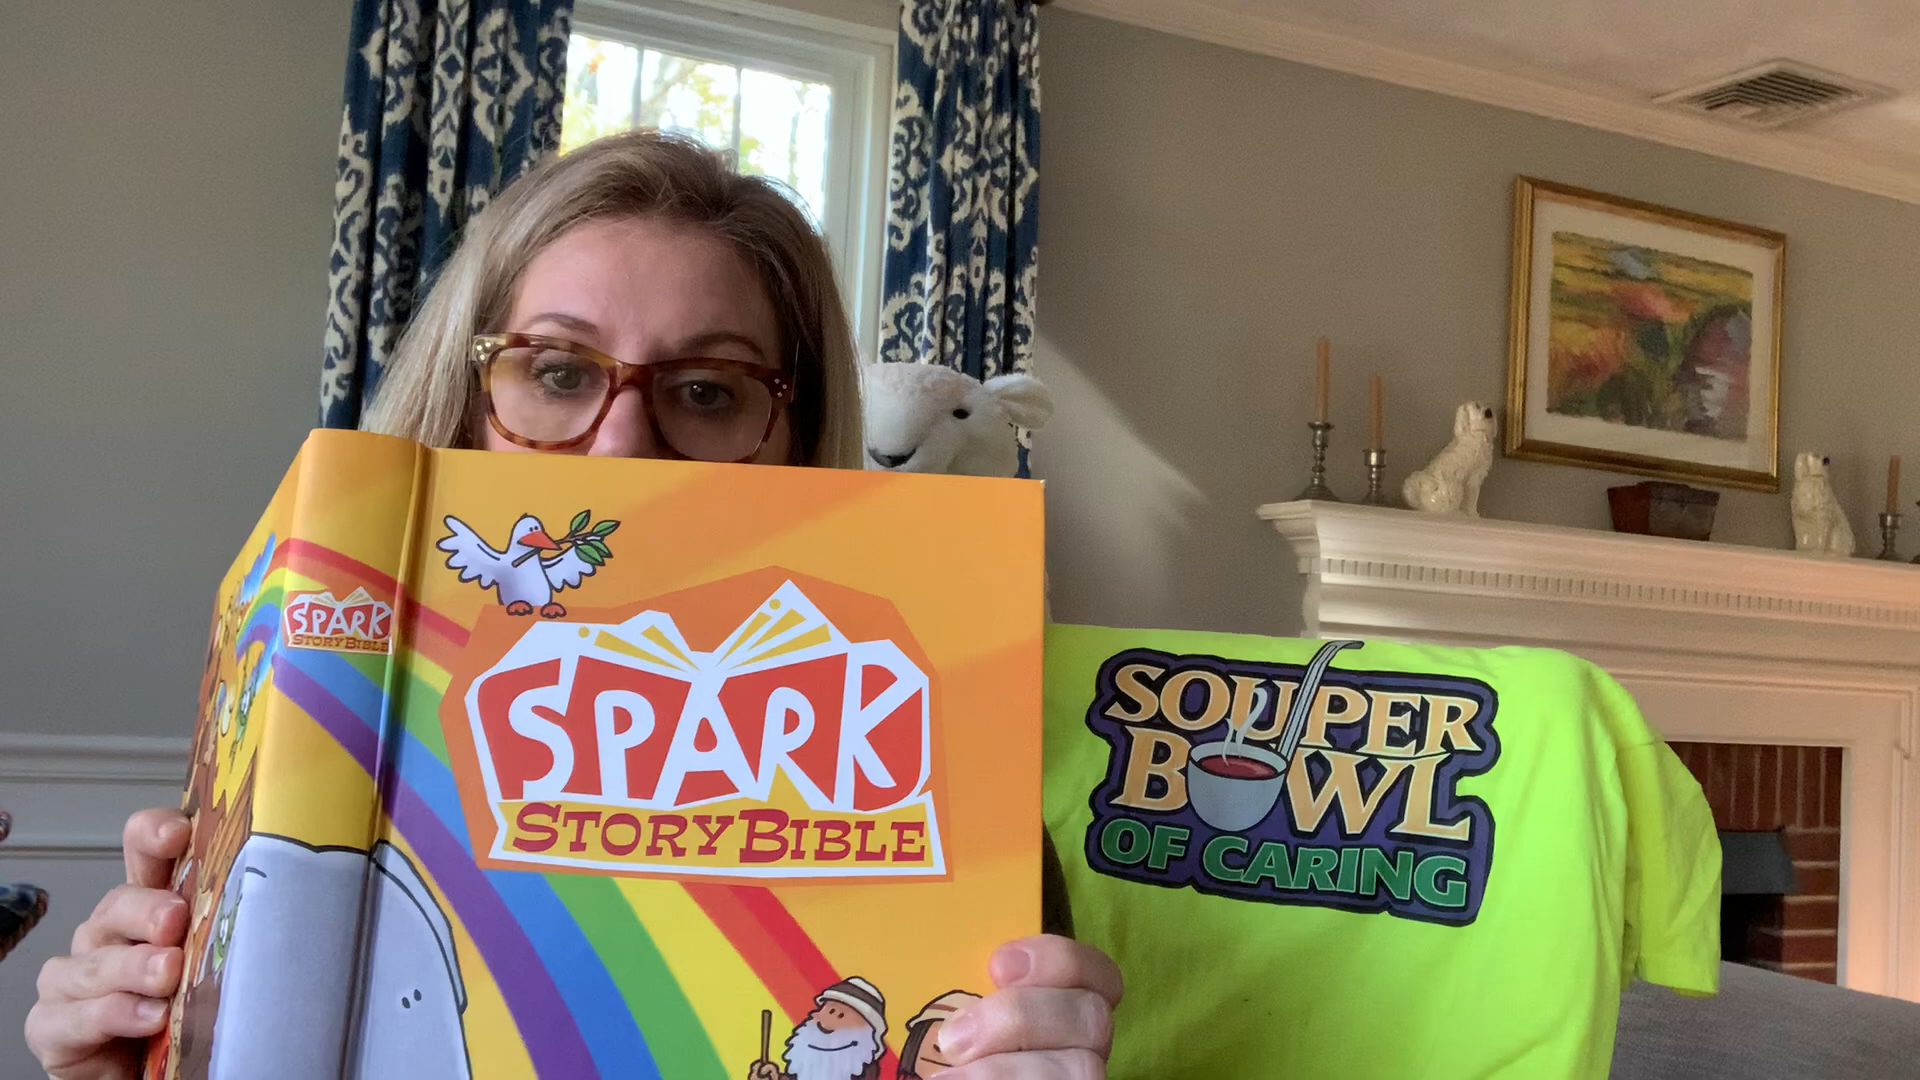 SPARK
STORY BIBLE
SPARK
STORY BIBLE
SOUPER
BOWL
OF CARING